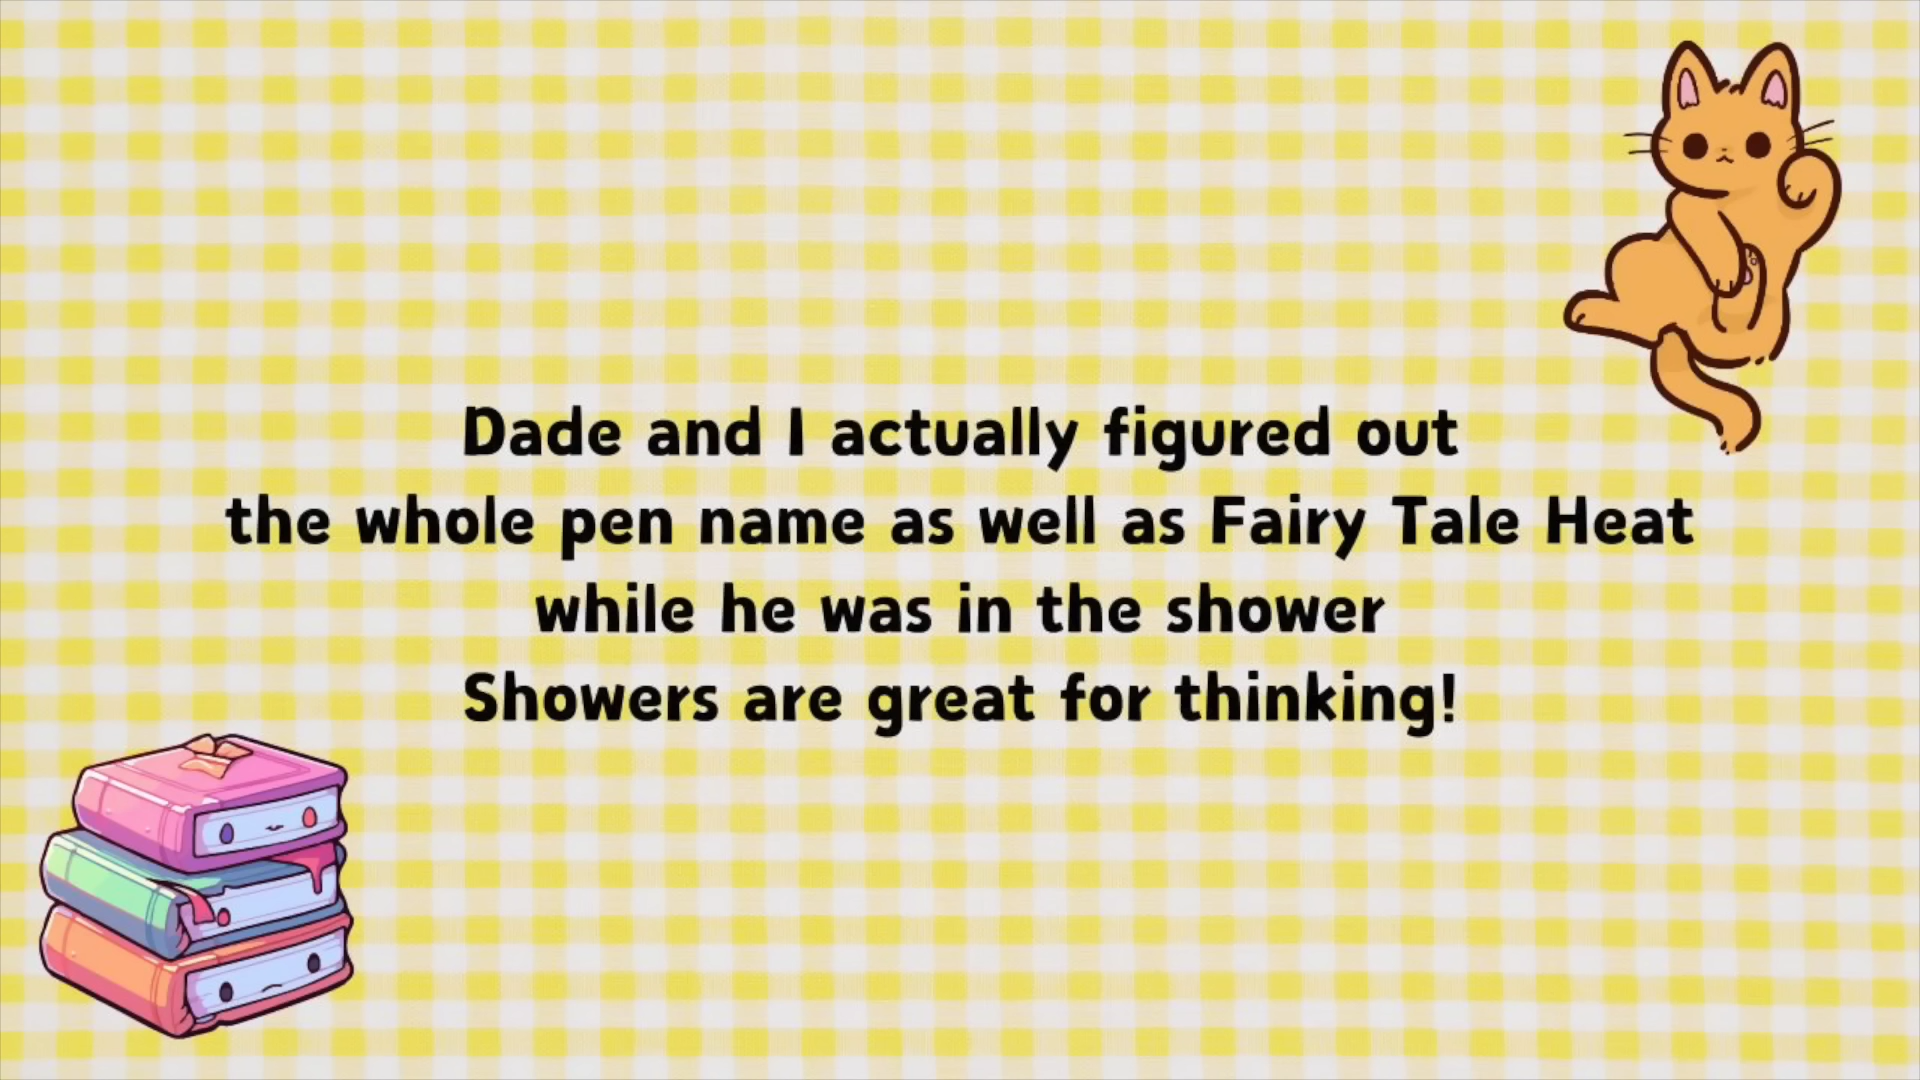 Dade and I actually figured out
the whole pen name as well as Fairy Tale Heat
while he was in the shower
Showers are great for thinking!